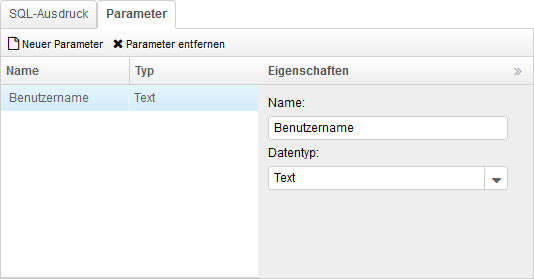 SQL-Ausdruck Parameter
Neuer Parameter Parameter entfernen
Name Typ Eigenschaften »
Benutzername Text
Name:
Benutzername
Datentyp:
Text